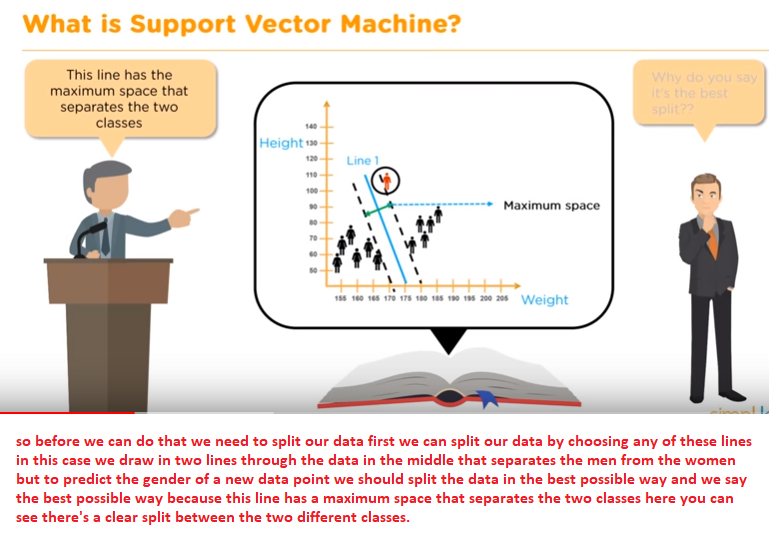 What is Support Vector Machine?
This line has the
maximum space that
separates the two
classes
Why do you say
it's the best
split??
140
Height 130
120
Line 1
110
100
90
Maximum space
80
70
60
50
155 160 165 170 175 180 185 190 195 200 205
Weight
so before we can do that we need to split our data first we can split our data by choosing any of these lines
in this case we draw in two lines through the data in the middle that separates the men from the women
but to predict the gender of a new data point we should split the data in the best possible way and we say
the best possible way because this line has a maximum space that separates the two classes here you can
see there's a clear split between the two different classes.